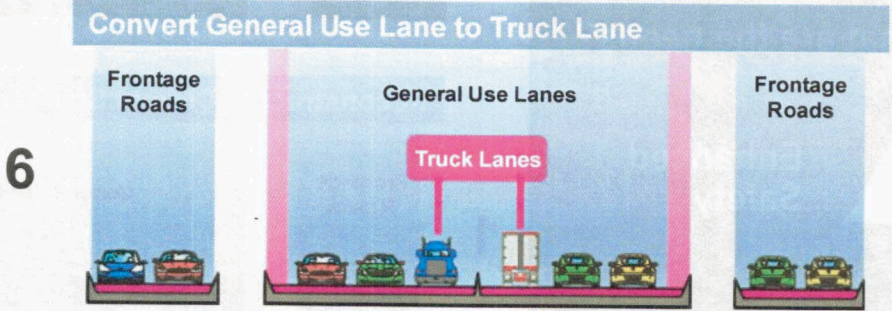 Convert General Use Lane to Truck Lane
Frontage
Roads
General Use Lanes
Frontage
Roads
Truck Lanes
6